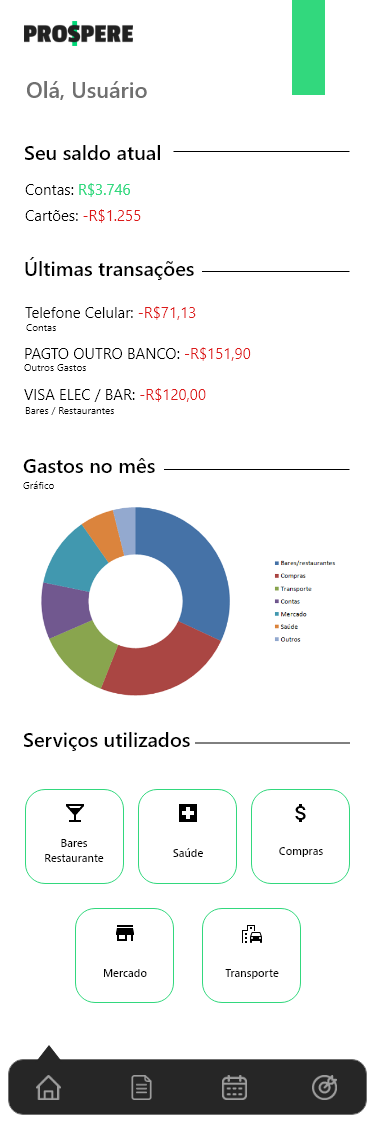 PROSPERE
Olá, Usuário
Seu saldo atual
Contas: R$3.746
Cartões: -R$1.255
Últimas transações
Telefone Celular: -R$71,13
Contas
PAGTO OUTRO BANCO: -R$151,90
Outros Gastos
VISA ELEC / BAR: -R$120,00
Bares / Restaurantes
Gastos no mês
Gráfico
Bares/restaurantes
Compras
Transporte
Contas
Mercado
Saúde
Outros
Serviços utilizados
Bares
Restaurante
Saúde
Compras
Mercado
Transporte